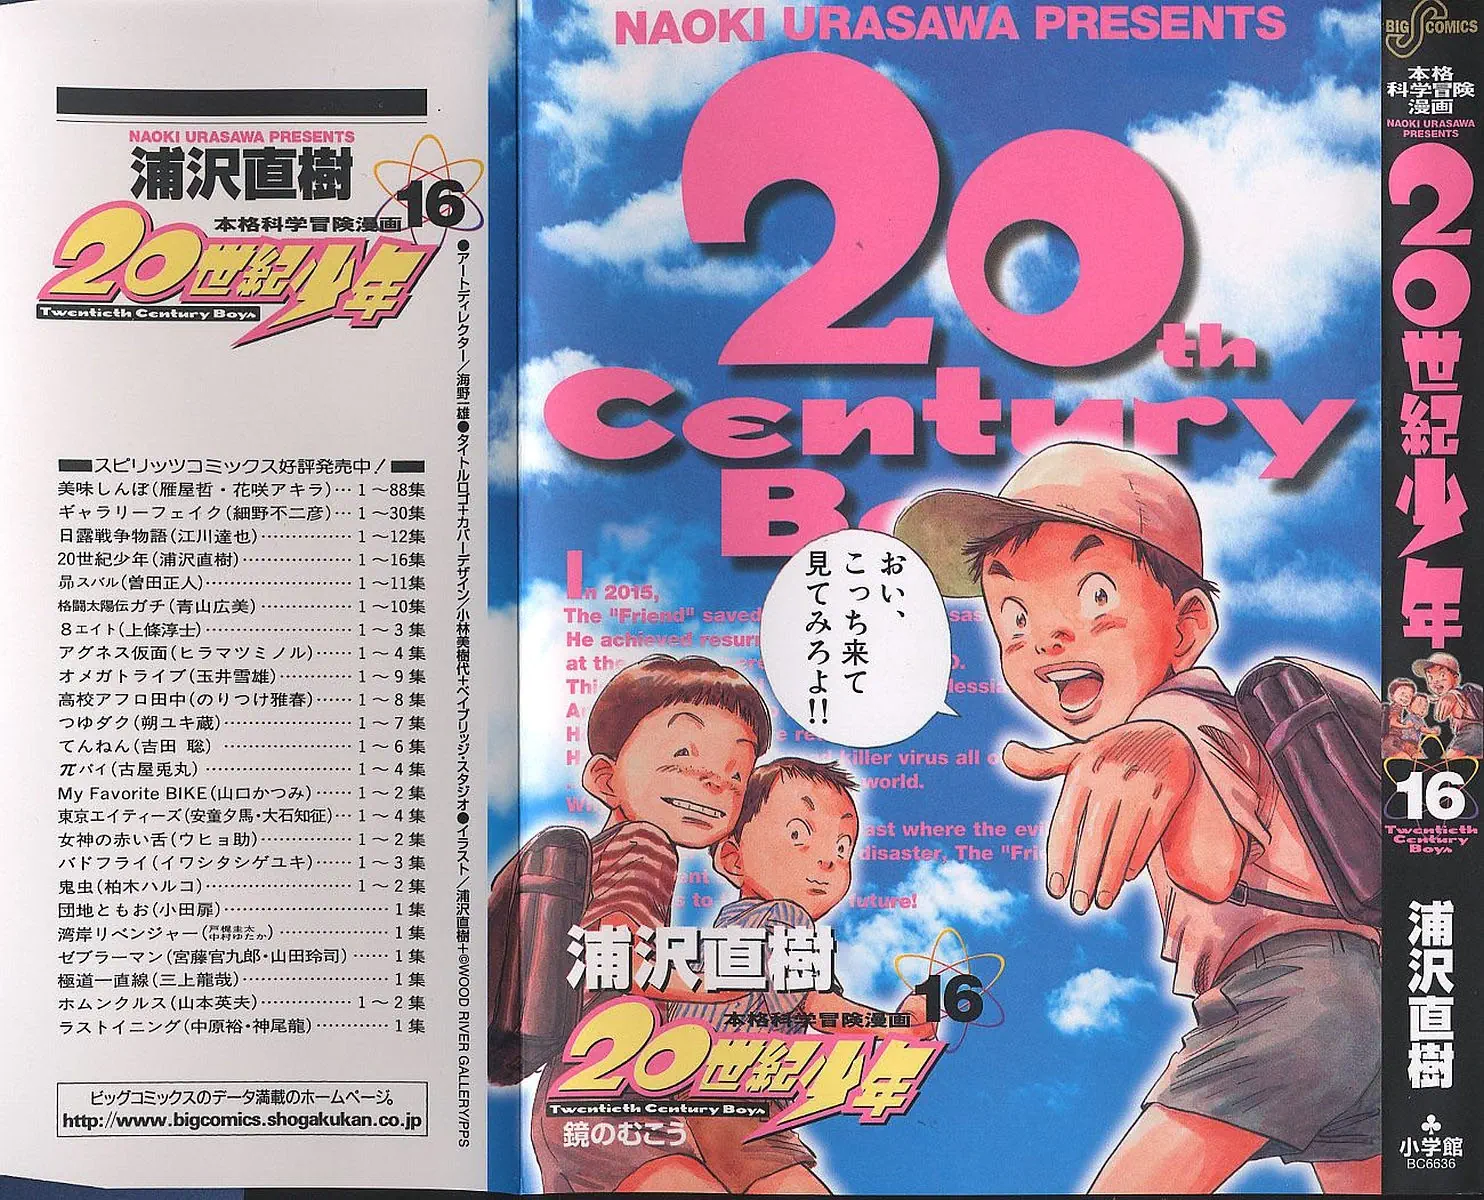 NAOKI URASAWA PRESENTS
浦沢直樹
16
本格科学冒険漫画
20世紀少年
Twentieth Century Boys
●アートディレクター/海野一雄●タイトルロゴ+カバーデザイン/小林美樹代+ベイブリッジ・スタジオ●イラスト/浦沢直樹+©WOOD RIVER GALLERY/PPS
スピリッツコミックス好評発売中!
美味しんぼ(雁屋哲・花咲アキラ)…1〜88集
ギャラリーフェイク(細野不二彦)…1〜30集
日露戦争物語(江川達也)……………1〜12集
20世紀少年(浦沢直樹)………………1〜16集
昴スバル(曽田正人)…………………1〜11集
格闘太陽伝ガチ(青山広美)…………1〜10集
8エイト(上條淳士)…………………1〜3集
アグネス仮面(ヒラマツミノル)……1〜4集
オメガトライブ(玉井雪雄)…………1〜9集
高校アフロ田中(のりつけ雅春)……1〜8集
つゆダク(朔ユキ蔵)…………………1〜7集
てんねん(吉田 聡)…………………1〜6集
πパイ(古屋兎丸)……………………1〜4集
My Favorite BIKE(山口かつみ)……1〜2集
東京エイティーズ(安童夕馬・大石知征)…1〜4集
女神の赤い舌(ウヒョ助)……………1〜2集
バドフライ(イワシタシゲユキ)……1〜3集
鬼虫(柏木ハルコ)……………………1〜2集
団地ともお(小田扉)…………………1集
湾岸リベンジャー(戸梶圭太 中村ゆたか)…………1集
ゼブラーマン(宮藤官九郎・山田玲司)……1集
極道一直線(三上龍哉)………………1集
ホムンクルス(山本英夫)……………1〜2集
ラストイニング(中原裕・神尾龍)…………1集
ビッグコミックスのデータ満載のホームページ。
http://www.bigcomics.shogakukan.co.jp
NAOKI URASAWA PRESENTS
20th
Century
Bo
In 2015,
The "Friend" saved
He achieved resurr
at the
killer virus all o
world.
ast where the evi
disaster, The "Fri
future!
おい、
こっち来て
見てみろよ!!
浦沢直樹
16
本格科学冒険漫画
20世紀少年
Twentieth Century Boys
鏡のむこう
BIG COMICS
本格
科学冒険
漫画
NAOKI URASAWA
PRESENTS
20世紀少年
16
Twentieth
Century
Boys
浦沢直樹
小学館
BC6636